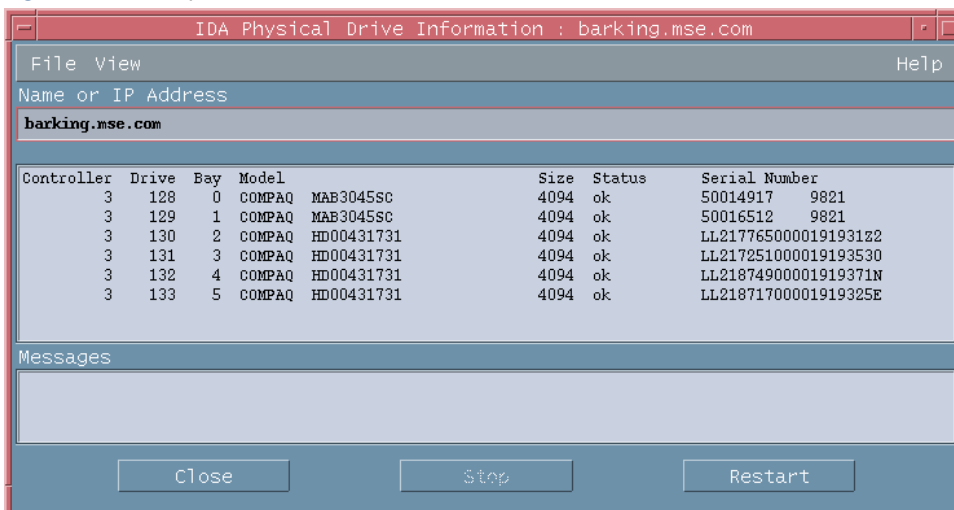 IDA Physical Drive Information : barking.mse.com
File View Help
Name or IP Address
barking.mse.com
Controller Drive Bay Model Size Status Serial Number
3 128 0 COMPAQ MAB3045SC 4094 ok 50014917 9821
3 129 1 COMPAQ MAB3045SC 4094 ok 50016512 9821
3 130 2 COMPAQ HD00431731 4094 ok LL2177650000191931Z2
3 131 3 COMPAQ HD00431731 4094 ok LL217251000019193530
3 132 4 COMPAQ HD00431731 4094 ok LL21874900001919371N
3 133 5 COMPAQ HD00431731 4094 ok LL21871700001919325E
Messages
Close Stop Restart